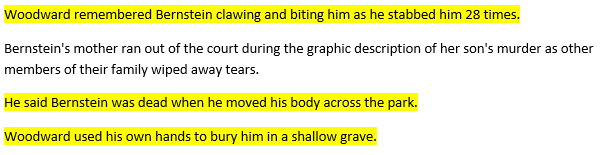 Woodward remembered Bernstein clawing and biting him as he stabbed him 28 times.
Bernstein's mother ran out of the court during the graphic description of her son's murder as other
members of their family wiped away tears.
He said Bernstein was dead when he moved his body across the park.
Woodward used his own hands to bury him in a shallow grave.